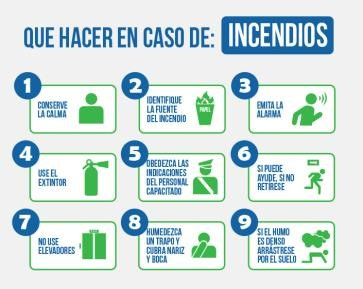 QUE HACER EN CASO DE: INCENDIOS
1
CONSERVE
LA CALMA
2
IDENTIFIQUE
LA FUENTE
DEL INCENDIO
PAPEL
3
EMITA LA
ALARMA
4
USE EL
EXTINTOR
5
OBEDEZCA LAS
INDICACIONES
DEL PERSONAL
CAPACITADO
6
SI PUEDE
AYUDE, SI NO
RETÍRESE
7
NO USE
ELEVADORES
8
HUMEDEZCA
UN TRAPO Y
CUBRA NARIZ
Y BOCA
9
SI EL HUMO
ES DENSO
ARRÁSTRESE
POR EL SUELO